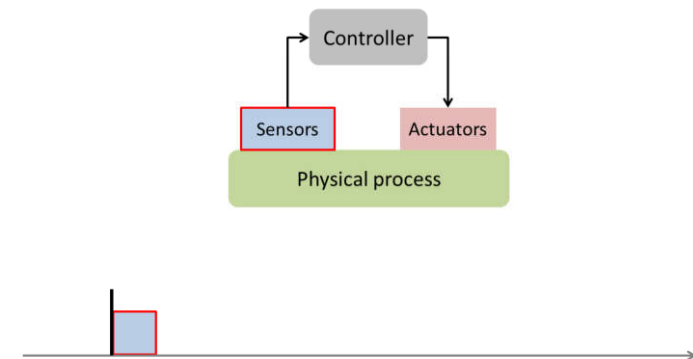 Controller
Sensors
Actuators
Physical process